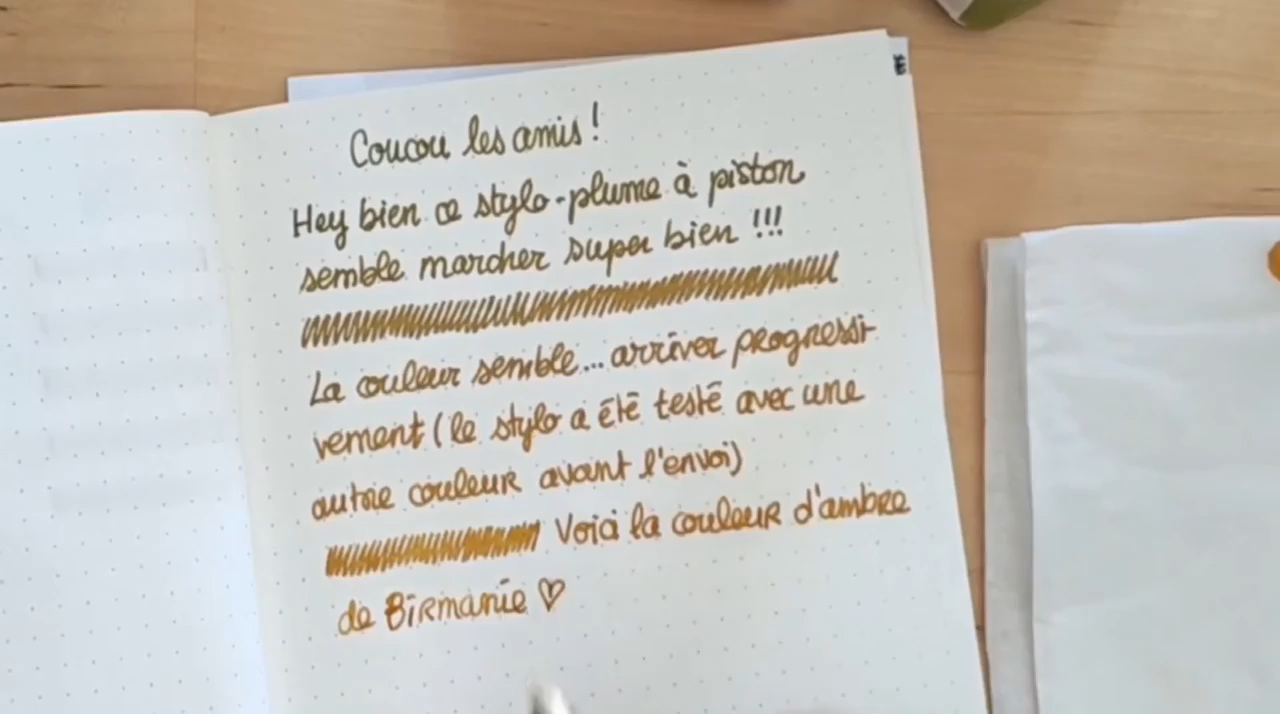 Coucou les amis !
Hey bien ce stylo-plume à piston
semble marcher super bien !!!
La couleur semble... arriver progressi-
vement (le stylo a été testé avec une
autre couleur avant l'envoi)
Voici la couleur d'ambre
de Birmanie ♡